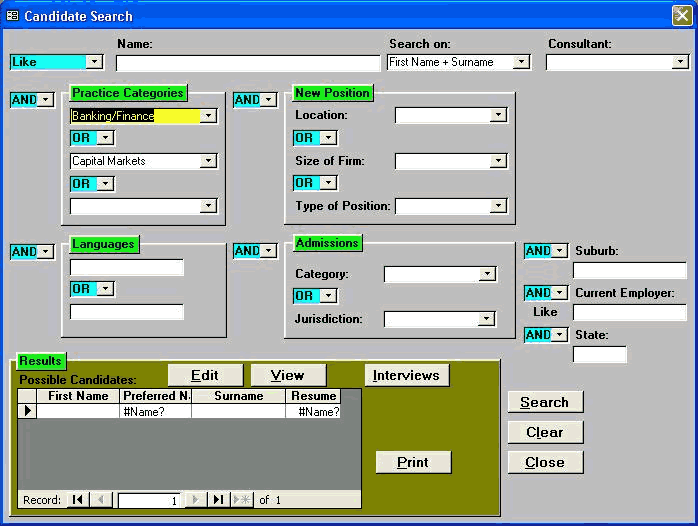 Candidate Search
Name: Search on: Consultant:
Like First Name + Surname
AND Practice Categories AND New Position
Banking/Finance Location:
OR OR
Capital Markets Size of Firm:
OR OR
Type of Position:
AND Languages AND Admissions AND Suburb:
Category:
OR OR AND Current Employer:
Like
Jurisdiction:
AND State:
Results
Possible Candidates: Edit View Interviews
First Name Preferred N. Surname Resume
#Name? #Name?
Search
Clear
Print Close
Record: 1 of 1